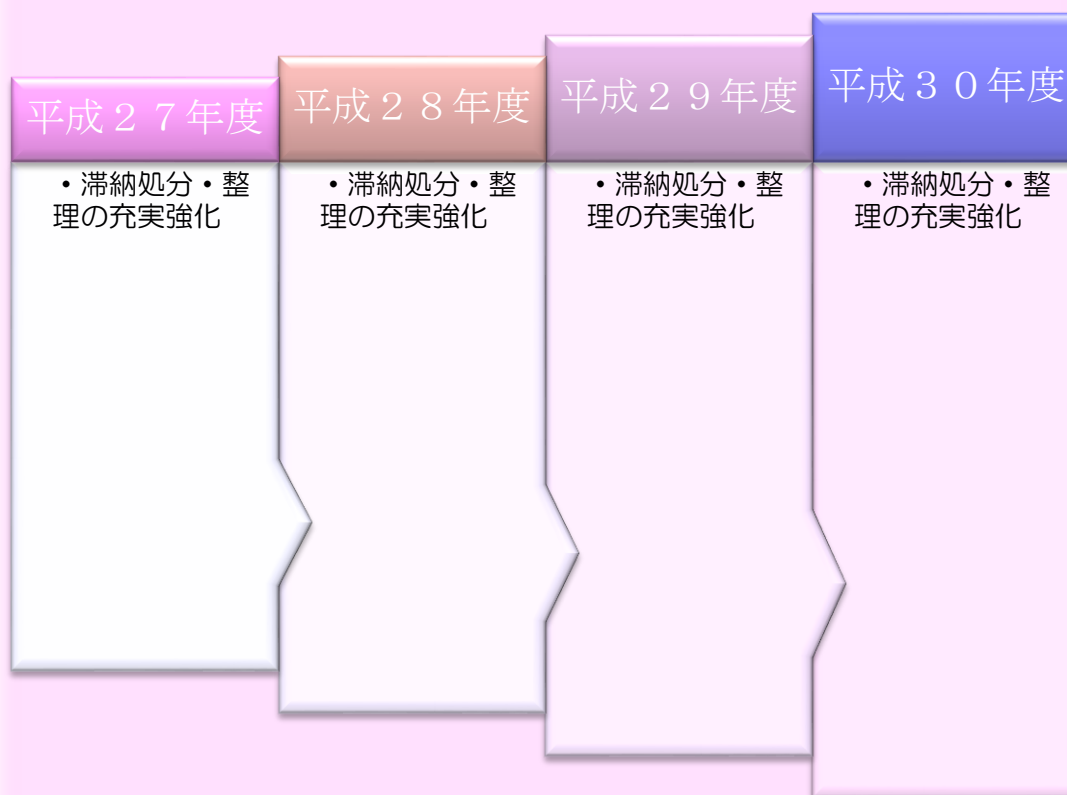 平成２７年度
・滞納処分・整
理の充実強化
平成２８年度
・滞納処分・整
理の充実強化
平成２９年度
・滞納処分・整
理の充実強化
平成３０年度
・滞納処分・整
理の充実強化